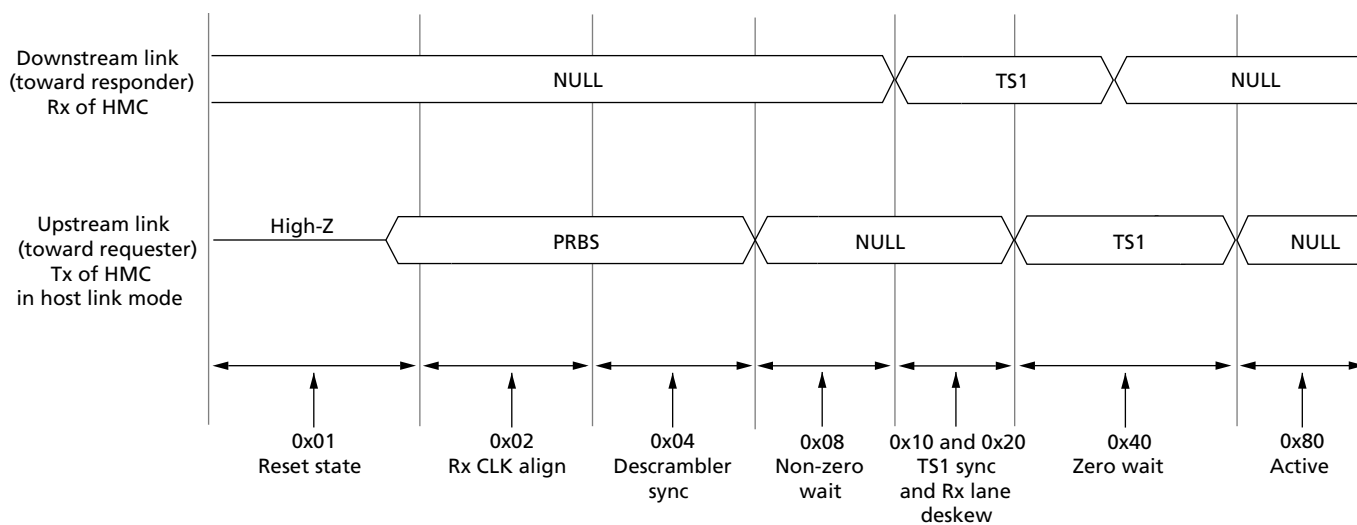 Downstream link
(toward responder)
Rx of HMC
NULL
TS1
NULL
Upstream link
(toward requester)
Tx of HMC
in host link mode
High-Z
PRBS
NULL
TS1
NULL
0x01
Reset state
0x02
Rx CLK align
0x04
Descrambler
sync
0x08
Non-zero
wait
0x10 and 0x20
TS1 sync
and Rx lane
deskew
0x40
Zero wait
0x80
Active